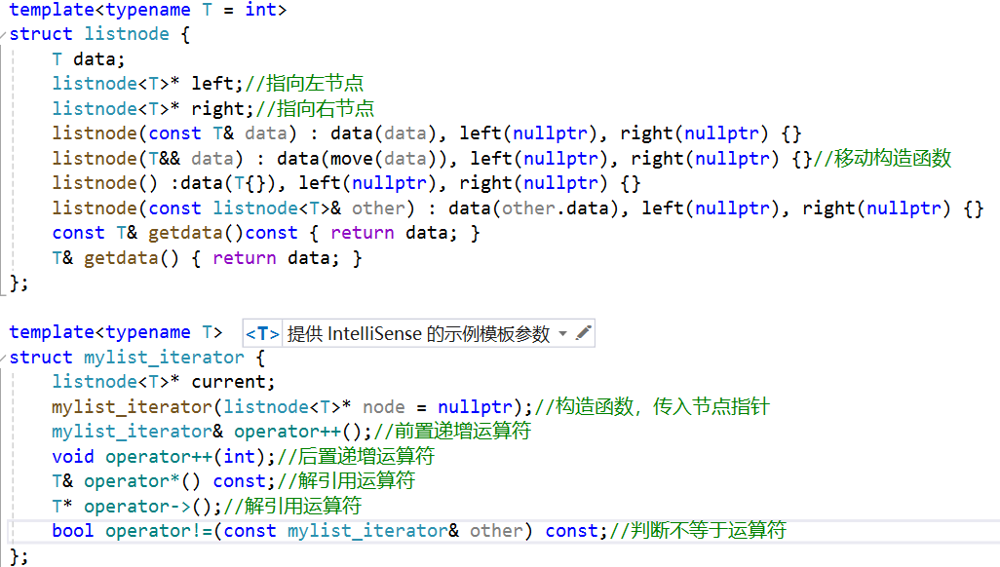 template<typename T = int>
struct listnode {
T data;
listnode<T>* left;//指向左节点
listnode<T>* right;//指向右节点
listnode(const T& data) : data(data), left(nullptr), right(nullptr) {}
listnode(T&& data) : data(move(data)), left(nullptr), right(nullptr) {}//移动构造函数
listnode() :data(T{}), left(nullptr), right(nullptr) {}
listnode(const listnode<T>& other) : data(other.data), left(nullptr), right(nullptr) {}
const T& getdata()const { return data; }
T& getdata() { return data; }
};
template<typename T> <T> 提供 IntelliSense 的示例模板参数
struct mylist_iterator {
listnode<T>* current;
mylist_iterator(listnode<T>* node = nullptr);//构造函数，传入节点指针
mylist_iterator& operator++();//前置递增运算符
void operator++(int);//后置递增运算符
T& operator*() const;//解引用运算符
T* operator->();//解引用运算符
bool operator!=(const mylist_iterator& other) const;//判断不等于运算符
};